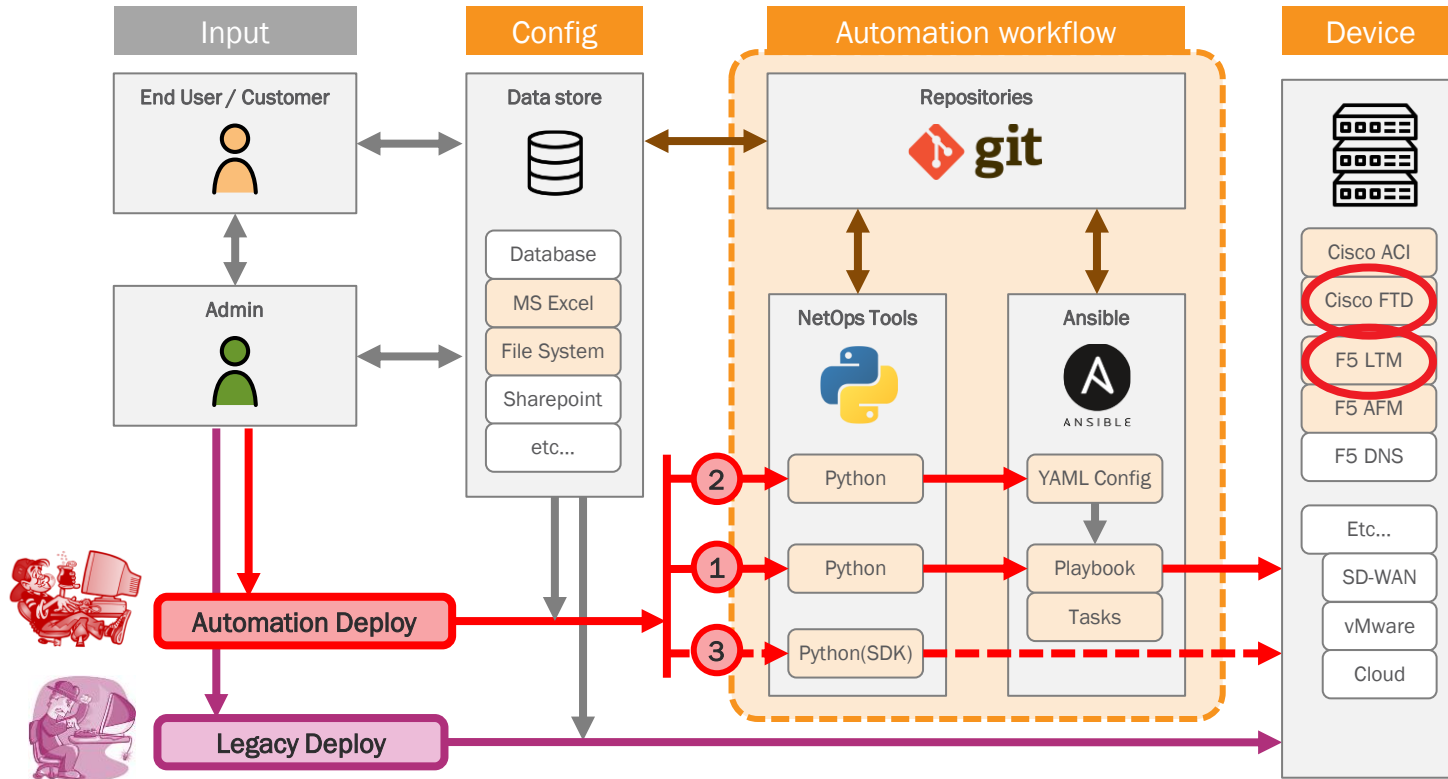 Input
Config
Automation workflow
Device
End User / Customer
Data store
Repositories
git
Database
MS Excel
File System
Sharepoint
etc...
Admin
NetOps Tools
Ansible
ANSIBLE
Cisco ACI
Cisco FTD
F5 LTM
F5 AFM
F5 DNS
Etc...
SD-WAN
vMware
Cloud
2
Python
YAML Config
1
Python
Playbook
Tasks
3
Python(SDK)
Automation Deploy
Legacy Deploy